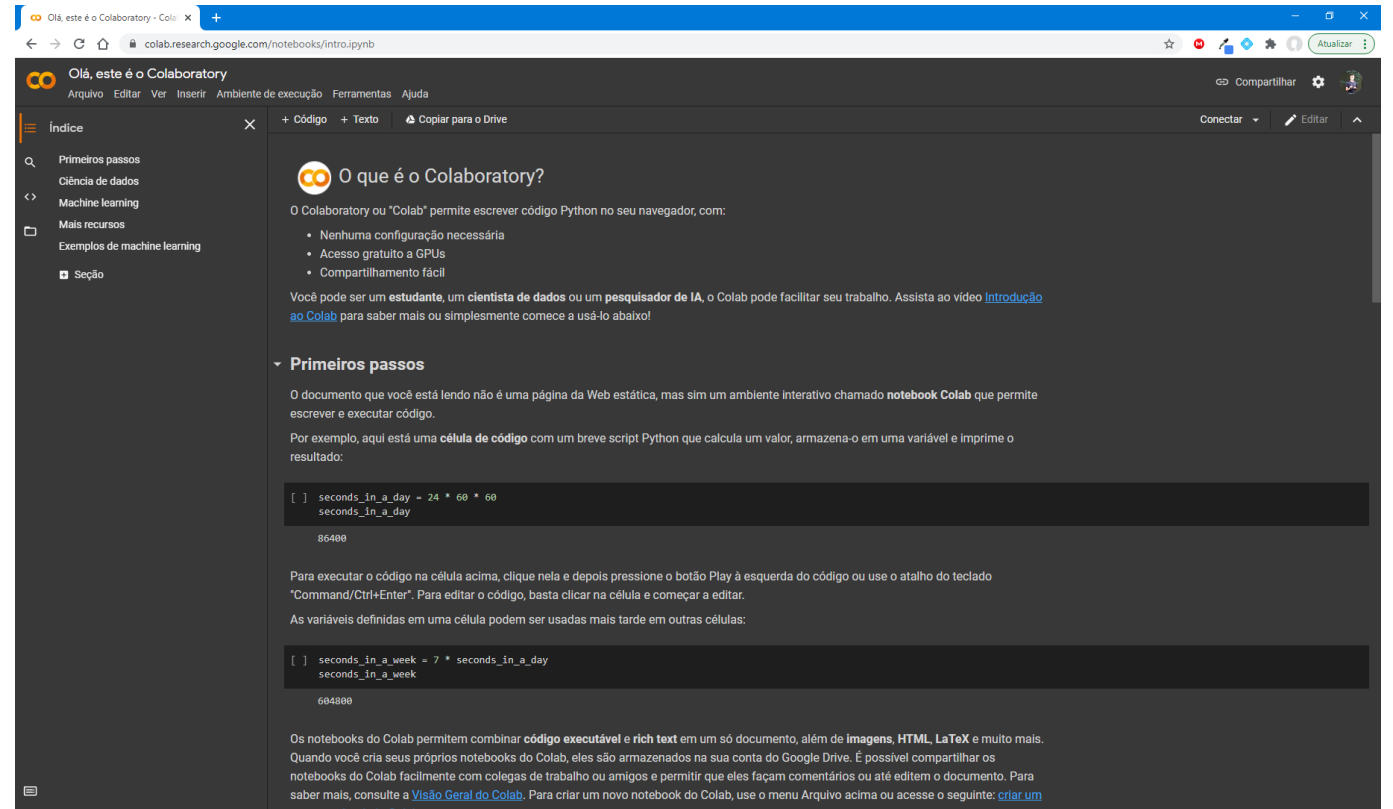 Olá, este é o Colaboratory - Cola
colab.research.google.com/notebooks/intro.ipynb
Atualizar
Olá, este é o Colaboratory
Arquivo Editar Ver Inserir Ambiente de execução Ferramentas Ajuda
Compartilhar
Índice
+ Código + Texto Copiar para o Drive
Conectar Editar
Primeiros passos
Ciência de dados
Machine learning
Mais recursos
Exemplos de machine learning
Seção
CO O que é o Colaboratory?
O Colaboratory ou "Colab" permite escrever código Python no seu navegador, com:
• Nenhuma configuração necessária
• Acesso gratuito a GPUs
• Compartilhamento fácil
Você pode ser um estudante, um cientista de dados ou um pesquisador de IA, o Colab pode facilitar seu trabalho. Assista ao vídeo Introdução
ao Colab para saber mais ou simplesmente comece a usá-lo abaixo!
Primeiros passos
O documento que você está lendo não é uma página da Web estática, mas sim um ambiente interativo chamado notebook Colab que permite
escrever e executar código.
Por exemplo, aqui está uma célula de código com um breve script Python que calcula um valor, armazena-o em uma variável e imprime o
resultado:
[ ] seconds_in_a_day = 24 * 60 * 60
seconds_in_a_day
86400
Para executar o código na célula acima, clique nela e depois pressione o botão Play à esquerda do código ou use o atalho do teclado
"Command/Ctrl+Enter". Para editar o código, basta clicar na célula e começar a editar.
As variáveis definidas em uma célula podem ser usadas mais tarde em outras células:
[ ] seconds_in_a_week = 7 * seconds_in_a_day
seconds_in_a_week
604800
Os notebooks do Colab permitem combinar código executável e rich text em um só documento, além de imagens, HTML, LaTeX e muito mais.
Quando você cria seus próprios notebooks do Colab, eles são armazenados na sua conta do Google Drive. É possível compartilhar os
notebooks do Colab facilmente com colegas de trabalho ou amigos e permitir que eles façam comentários ou até editem o documento. Para
saber mais, consulte a Visão Geral do Colab. Para criar um novo notebook do Colab, use o menu Arquivo acima ou acesse o seguinte: criar um